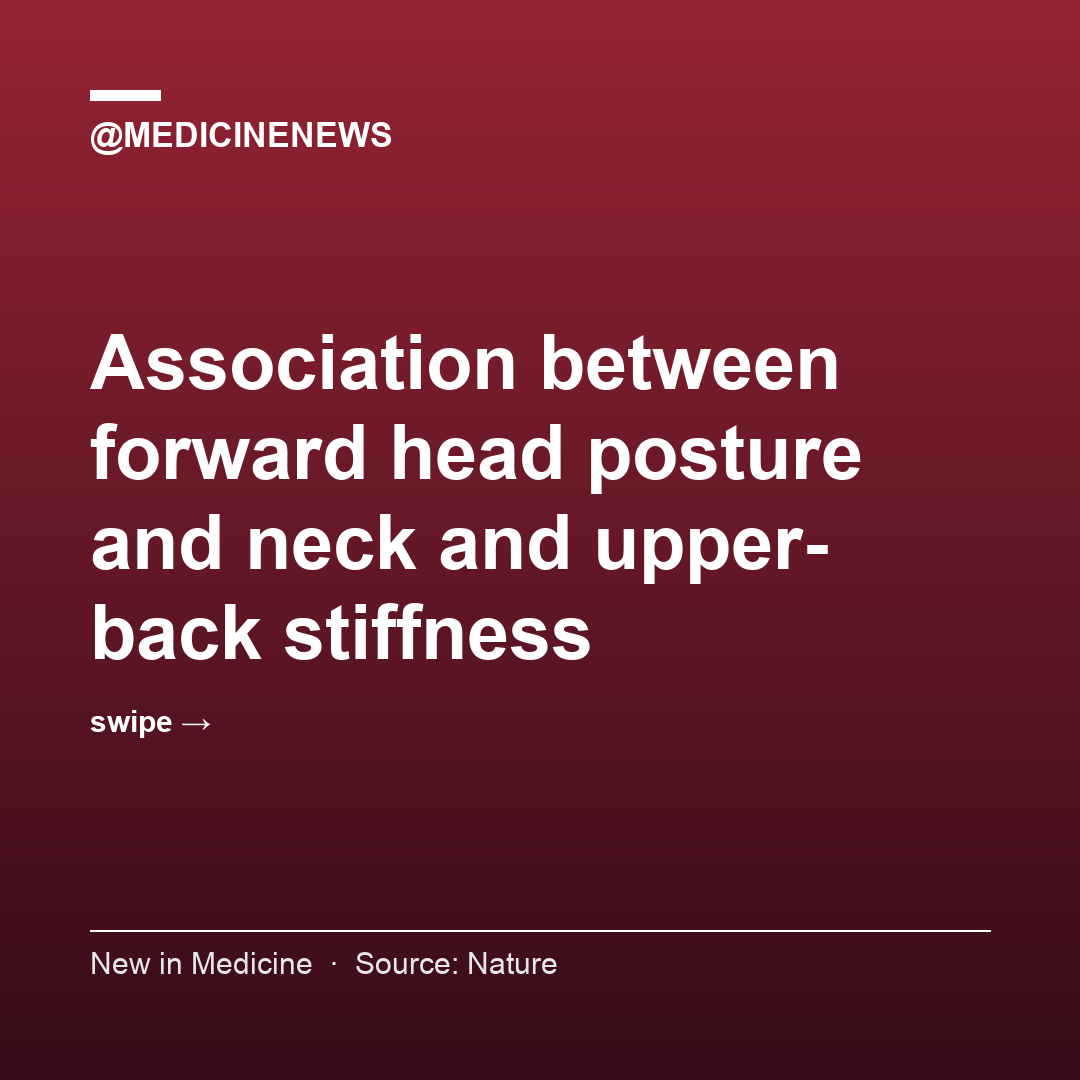 @MEDICINENEWS
Association between
forward head posture
and neck and upper-
back stiffness
swipe →
New in Medicine · Source: Nature